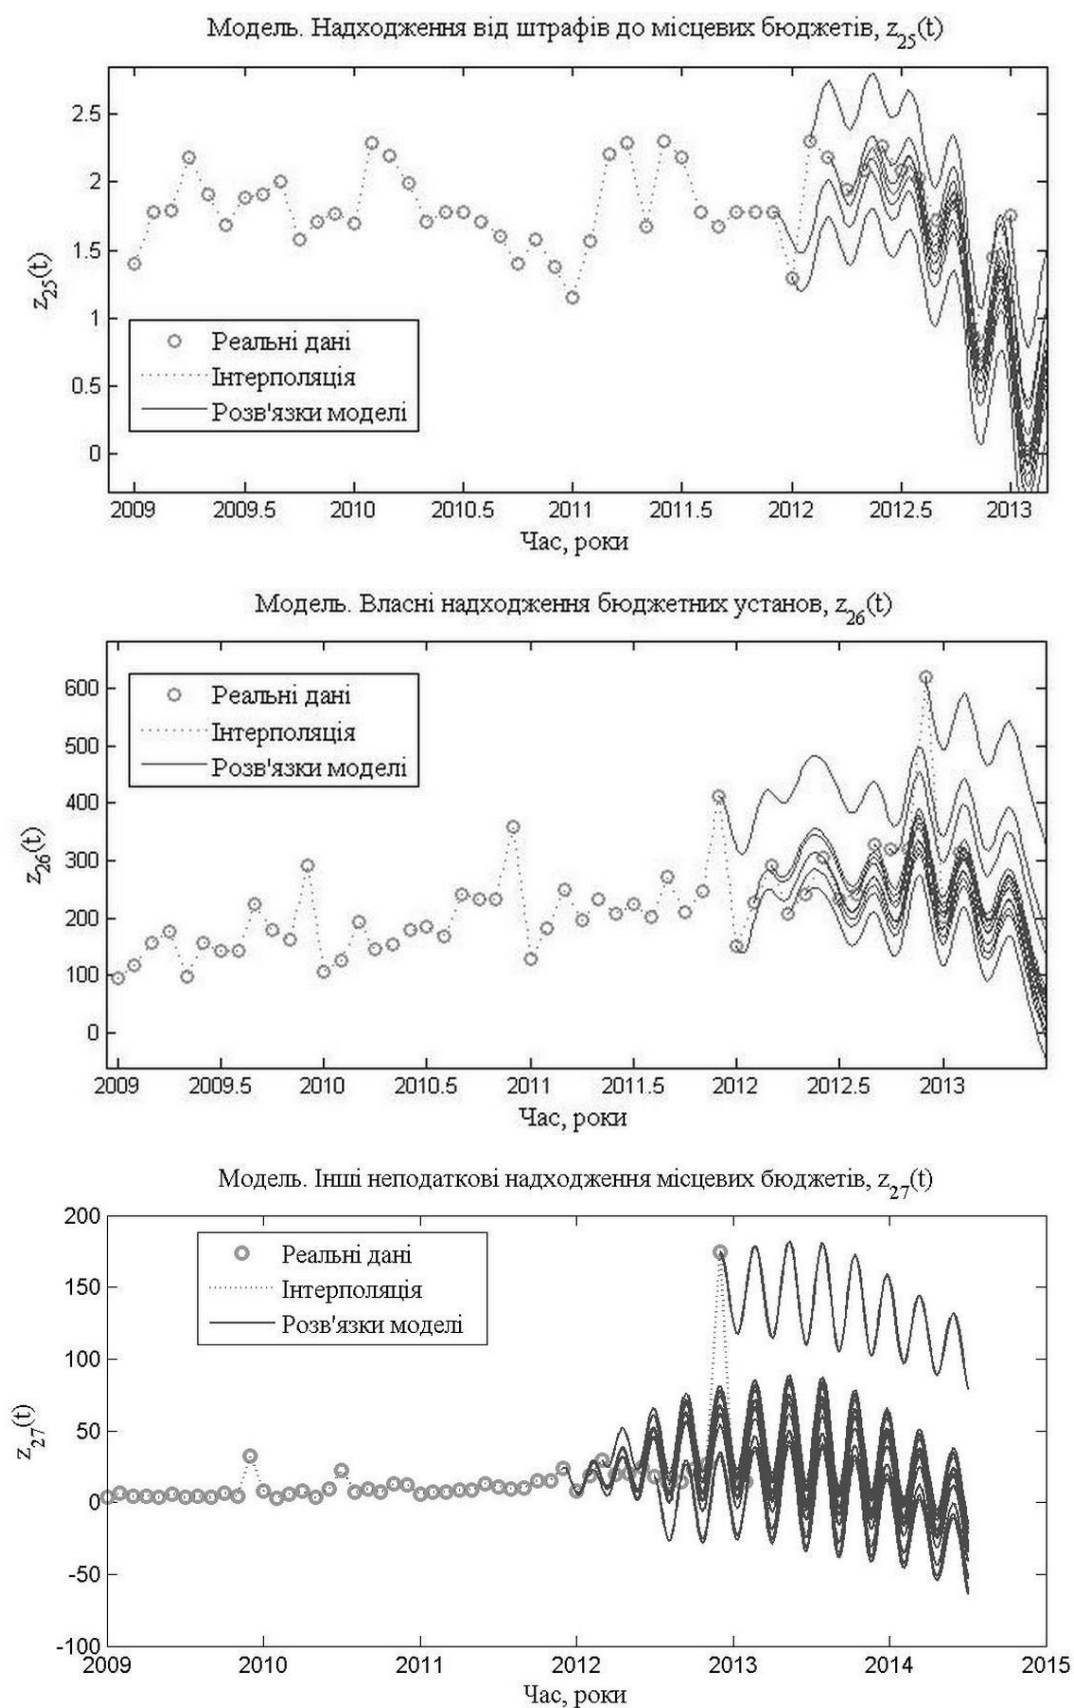 Модель. Надходження від штрафів до місцевих бюджетів, z25(t)
2.5
2
1.5
1
0.5
0
z25(t)
Реальні дані
Інтерполяція
Розв'язки моделі
2009 2009.5 2010 2010.5 2011 2011.5 2012 2012.5 2013
Час, роки
Модель. Власні надходження бюджетних установ, z26(t)
600
500
400
300
200
100
0
z26(t)
Реальні дані
Інтерполяція
Розв'язки моделі
2009 2009.5 2010 2010.5 2011 2011.5 2012 2012.5 2013
Час, роки
Модель. Інші неподаткові надходження місцевих бюджетів, z27(t)
200
150
100
50
0
-50
-100
z27(t)
Реальні дані
Інтерполяція
Розв'язки моделі
2009 2010 2011 2012 2013 2014 2015
Час, роки